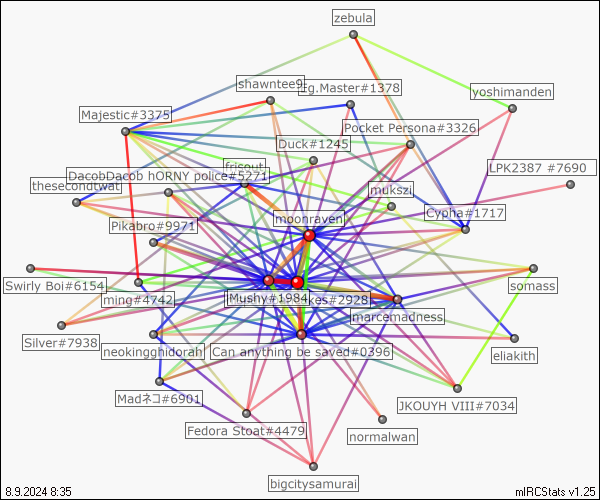 zebula
shawntee9
Eg.Master#1378
yoshimanden
Majestic#3375
Pocket Persona#3326
Duck#1245
LPK2387 #7690
fricout
DacobDacob hORNY police#5271
thesecondtwat
mukszi
moonraven
Cypha#1717
Pikabro#9971
Swirly Boi#6154
somass
ming#4742
Mushy#1984
kes#2928
marcemadness
Silver#7938
neokingghidorah
Can anything be saved#0396
eliakith
Madネコ#6901
JKOUYH VIII#7034
Fedora Stoat#4479
normalwan
bigcitysamurai
8.9.2024 8:35
mIRCStats v1.25